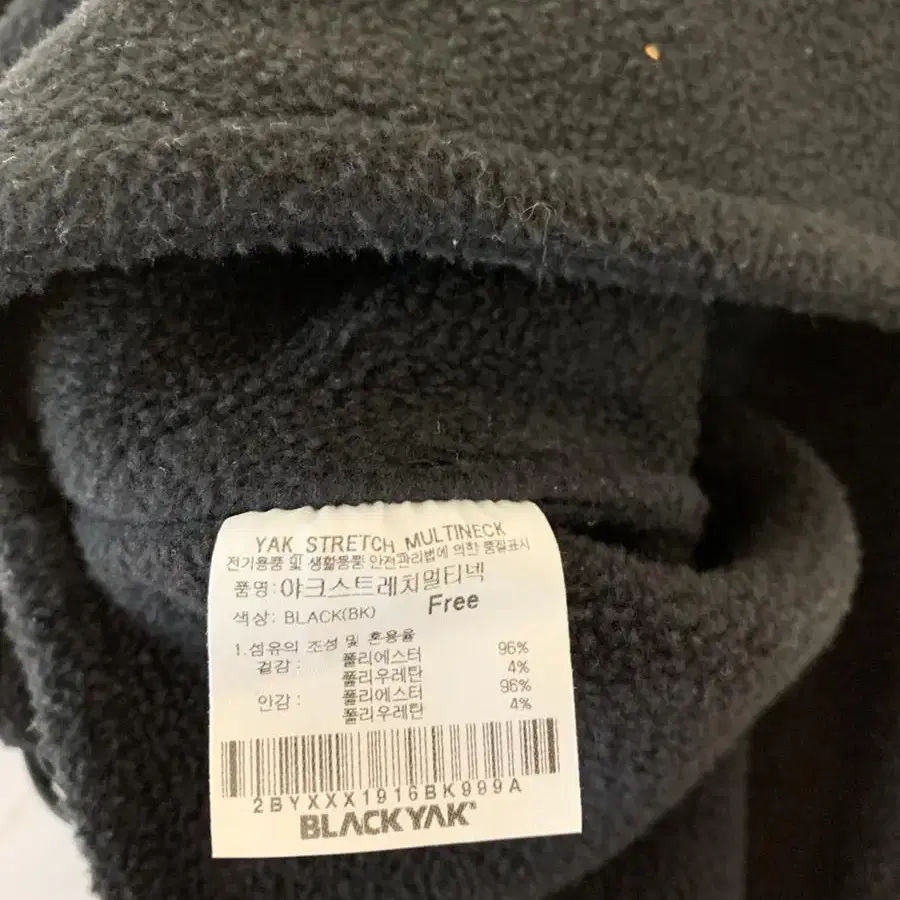 YAK STRETCH MULTINECK
전기용품 및 생활용품 안전관리법에 의한 품질표시
품명: 야크스트레치멀티넥
색상: BLACK(BK) Free
1.섬유의 조성 및 혼용율
겉감 : 폴리에스터 96%
폴리우레탄 4%
안감 : 폴리에스터 96%
폴리우레탄 4%
2BYXXX1916BK999A
BLACKYAK